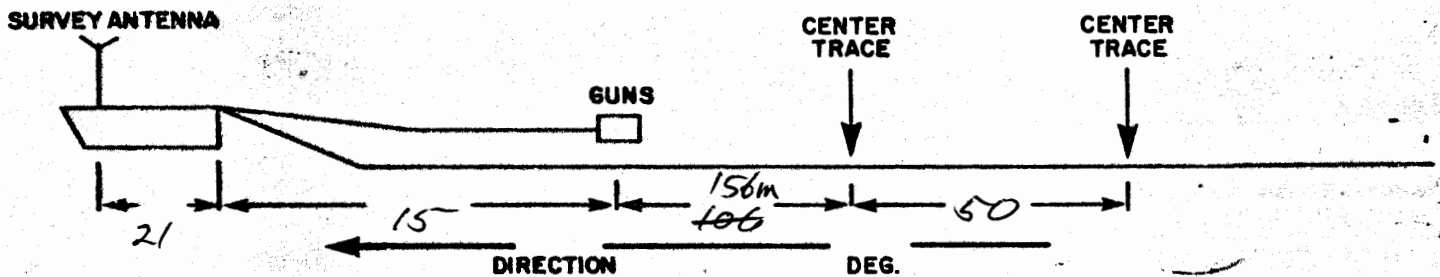 SURVEY ANTENNA
CENTER TRACE
CENTER TRACE
GUNS
21
15
156m
106
50
DIRECTION DEG.